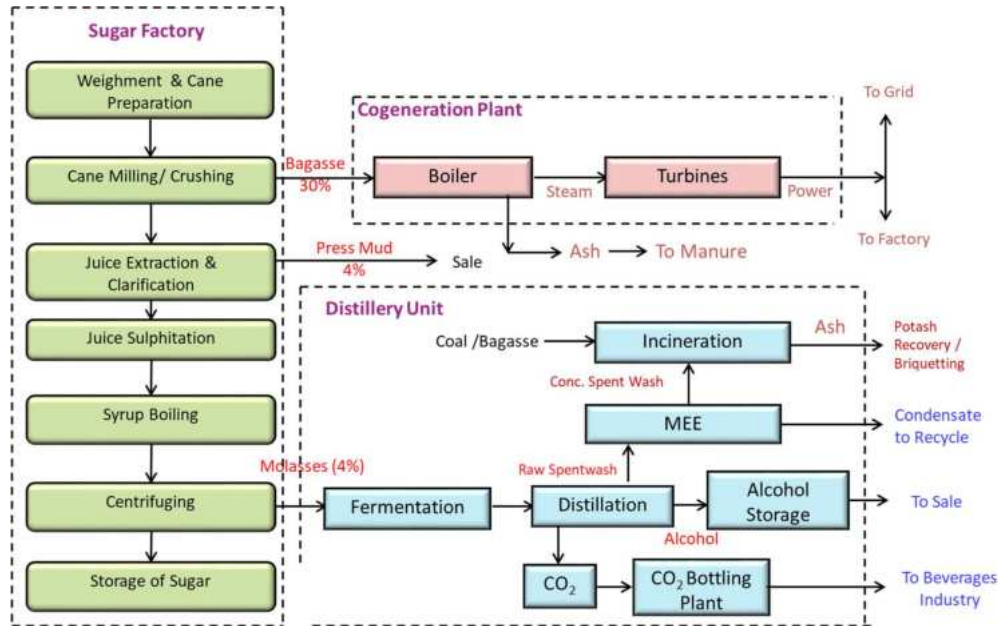 Sugar Factory
Weighment & Cane
Preparation
Cane Milling/ Crushing
Juice Extraction &
Clarification
Juice Sulphitation
Syrup Boiling
Centrifuging
Storage of Sugar
Bagasse
30%
Cogeneration Plant
Boiler
Steam
Turbines
Power
To Grid
To Factory
Ash
To Manure
Press Mud
4%
Sale
Distillery Unit
Coal /Bagasse
Incineration
Ash
Potash
Recovery /
Briquetting
Conc. Spent Wash
MEE
Condensate
to Recycle
Raw Spentwash
Molasses (4%)
Fermentation
Distillation
Alcohol
Alcohol
Storage
To Sale
CO₂
CO₂ Bottling
Plant
To Beverages
Industry